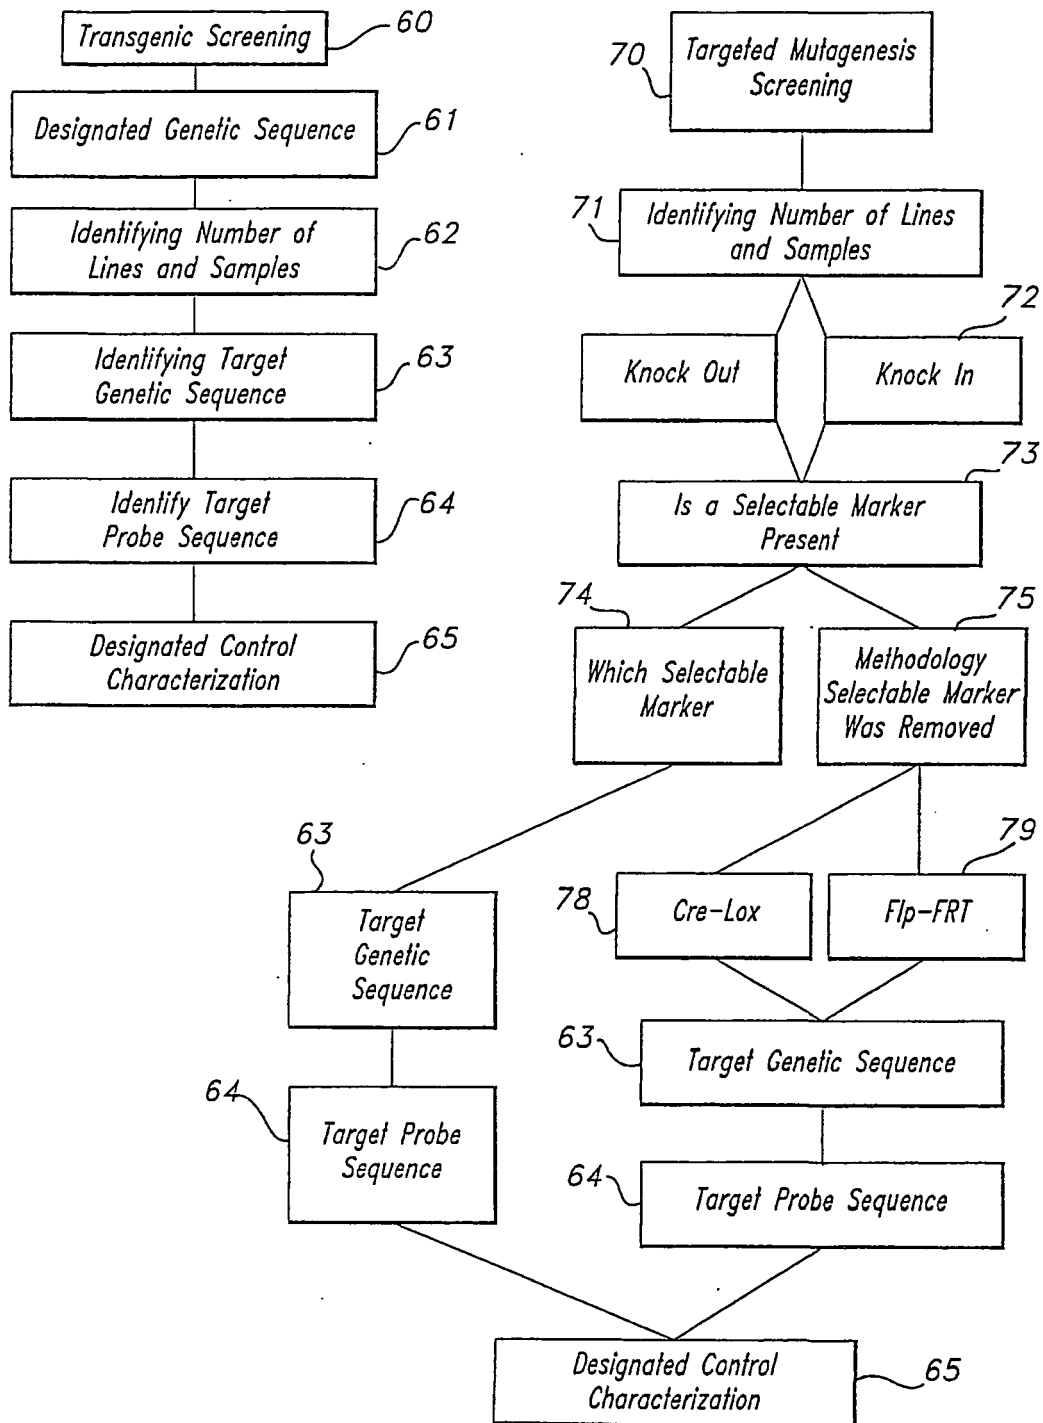 Transgenic Screening
60
Designated Genetic Sequence
61
Identifying Number of
Lines and Samples
62
Identifying Target
Genetic Sequence
63
Identify Target
Probe Sequence
64
Designated Control
Characterization
65
70
Targeted Mutagenesis
Screening
71
Identifying Number of Lines
and Samples
72
Knock Out
Knock In
73
Is a Selectable Marker
Present
74
Which Selectable
Marker
75
Methodology
Selectable Marker
Was Removed
63
Target
Genetic
Sequence
64
Target Probe
Sequence
78
Cre-Lox
79
Flp-FRT
63
Target Genetic Sequence
64
Target Probe Sequence
Designated Control
Characterization
65